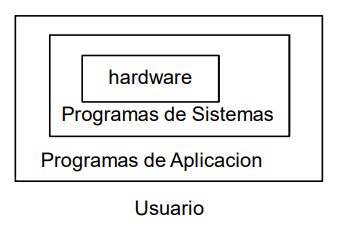 hardware
Programas de Sistemas
Programas de Aplicacion
Usuario